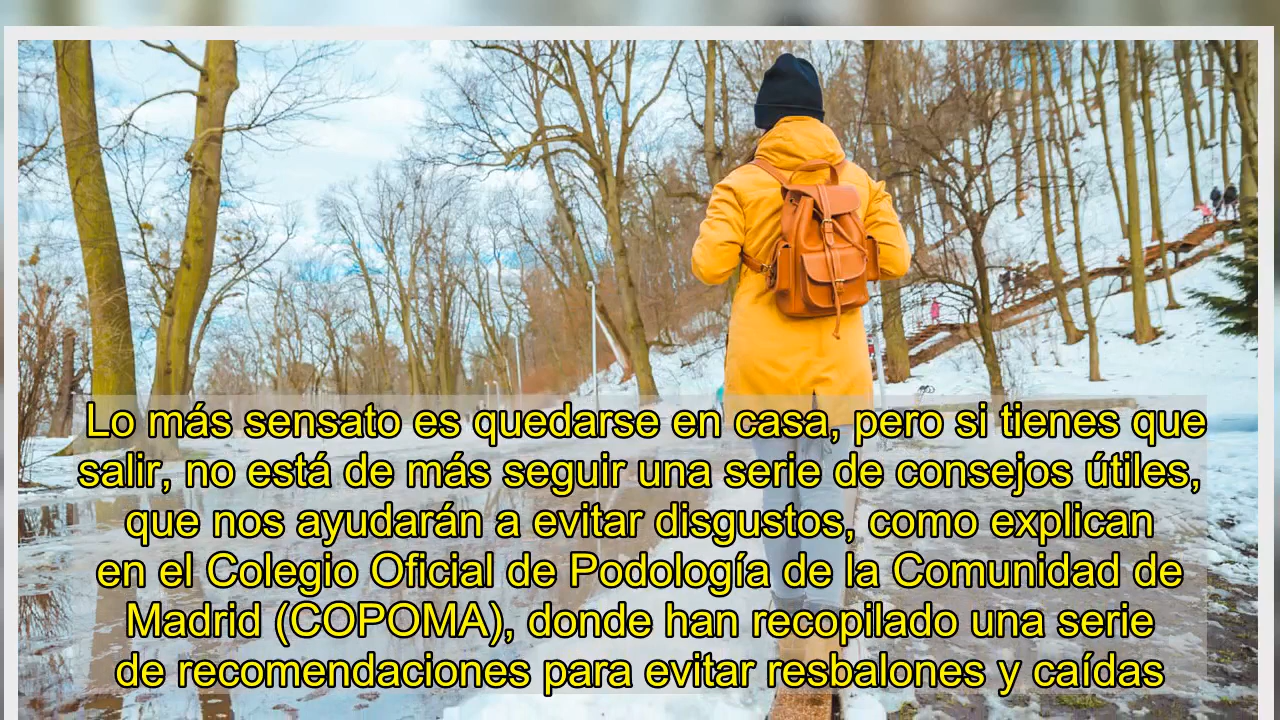 Lo más sensato es quedarse en casa, pero si tienes que
salir, no está de más seguir una serie de consejos útiles,
que nos ayudarán a evitar disgustos, como explican
en el Colegio Oficial de Podología de la Comunidad de
Madrid (COPOMA), donde han recopilado una serie
de recomendaciones para evitar resbalones y caídas